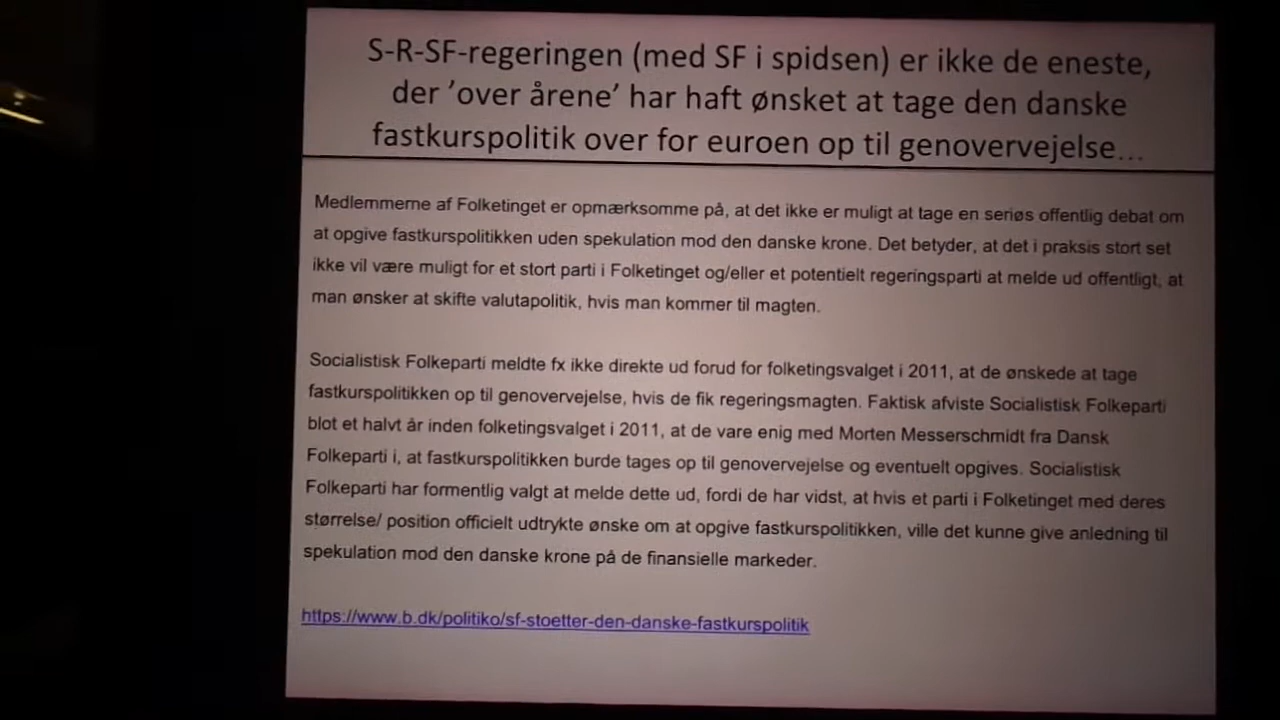 S-R-SF-regeringen (med SF i spidsen) er ikke de eneste,
der ’over årene’ har haft ønsket at tage den danske
fastkurspolitik over for euroen op til genovervejelse…
Medlemmerne af Folketinget er opmærksomme på, at det ikke er muligt at tage en seriøs offentlig debat om
at opgive fastkurspolitikken uden spekulation mod den danske krone. Det betyder, at det i praksis stort set
ikke vil være muligt for et stort parti i Folketinget og/eller et potentielt regeringsparti at melde ud offentligt, at
man ønsker at skifte valutapolitik, hvis man kommer til magten.
Socialistisk Folkeparti meldte fx ikke direkte ud forud for folketingsvalget i 2011, at de ønskede at tage
fastkurspolitikken op til genovervejelse, hvis de fik regeringsmagten. Faktisk afviste Socialistisk Folkeparti
blot et halvt år inden folketingsvalget i 2011, at de vare enig med Morten Messerschmidt fra Dansk
Folkeparti i, at fastkurspolitikken burde tages op til genovervejelse og eventuelt opgives. Socialistisk
Folkeparti har formentlig valgt at melde dette ud, fordi de har vidst, at hvis et parti i Folketinget med deres
størrelse/ position officielt udtrykte ønske om at opgive fastkurspolitikken, ville det kunne give anledning til
spekulation mod den danske krone på de finansielle markeder.
https://www.b.dk/politiko/sf-stoetter-den-danske-fastkurspolitik